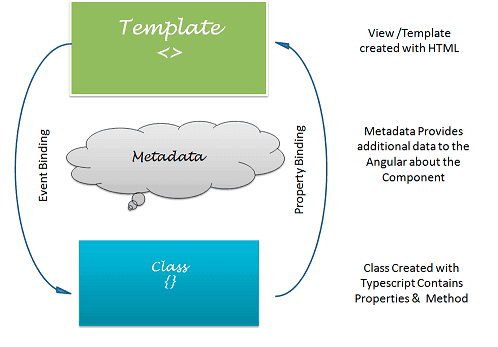 Template
<>
View /Template
created with HTML
Event Binding
Metadata
Property Binding
Metadata Provides
additional data to the
Angular about the
Component
Class
{}
Class Created with
Typescript Contains
Properties & Method